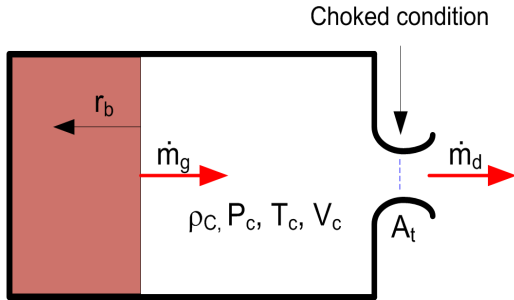 Choked condition
r_b
ṁ_g
ṁ_d
ρ_C, P_c, T_c, V_c
A_t